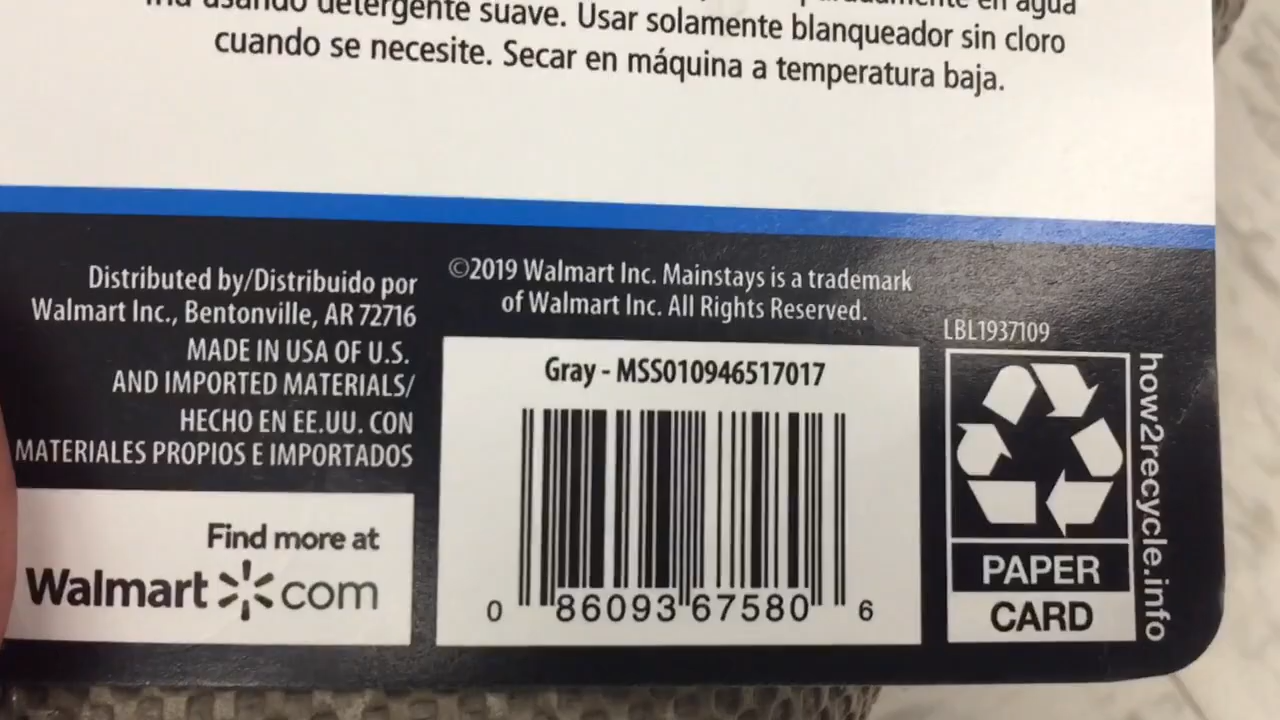 usando detergente suave. Usar solamente blanqueador sin cloro
cuando se necesite. Secar en máquina a temperatura baja.
Distributed by/Distribuido por
Walmart Inc., Bentonville, AR 72716
MADE IN USA OF U.S.
AND IMPORTED MATERIALS/
HECHO EN EE.UU. CON
MATERIALES PROPIOS E IMPORTADOS
Find more at
Walmart com
©2019 Walmart Inc. Mainstays is a trademark
of Walmart Inc. All Rights Reserved.
Gray - MSS010946517017
0 86093 67580 6
LBL1937109
PAPER
CARD
how2recycle.info